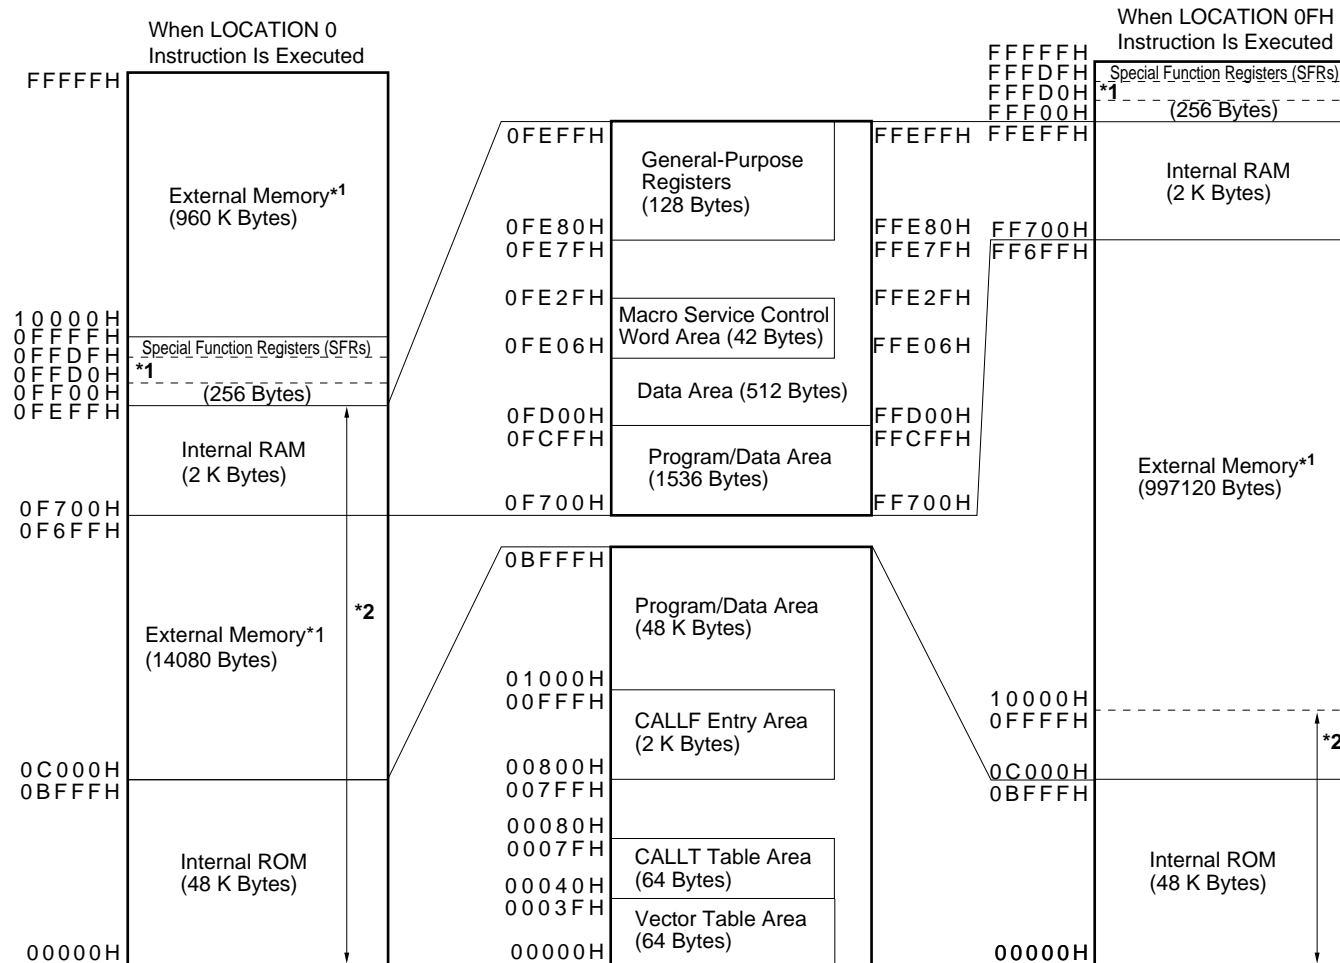 When LOCATION 0
Instruction Is Executed
FFFFFH
External Memory*1
(960 K Bytes)
10000H
0FFFFH
Special Function Registers (SFRs)
0FFDFH
*1
0FFD0H
0FF00H
(256 Bytes)
0FEFFH
Internal RAM
(2 K Bytes)
0F700H
0F6FFH
*2
External Memory*1
(14080 Bytes)
0C000H
0BFFFH
Internal ROM
(48 K Bytes)
00000H
0FEFFH
FFEFFH
General-Purpose
Registers
(128 Bytes)
0FE80H
FFE80H
0FE7FH
FFE7FH
0FE2FH
FFE2FH
Macro Service Control
Word Area (42 Bytes)
0FE06H
FFE06H
Data Area (512 Bytes)
0FD00H
FFD00H
0FCFFH
FFCFFH
Program/Data Area
(1536 Bytes)
0F700H
FF700H
0BFFFH
Program/Data Area
(48 K Bytes)
01000H
00FFFH
CALLF Entry Area
(2 K Bytes)
00800H
007FFH
00080H
0007FH
CALLT Table Area
(64 Bytes)
00040H
0003FH
Vector Table Area
(64 Bytes)
00000H
When LOCATION 0FH
Instruction Is Executed
FFFFFH
Special Function Registers (SFRs)
FFFDFH
*1
FFFD0H
FFF00H
(256 Bytes)
FFEFFH
Internal RAM
(2 K Bytes)
FF700H
FF6FFH
External Memory*1
(997120 Bytes)
10000H
0FFFFH
*2
0C000H
0BFFFH
Internal ROM
(48 K Bytes)
00000H